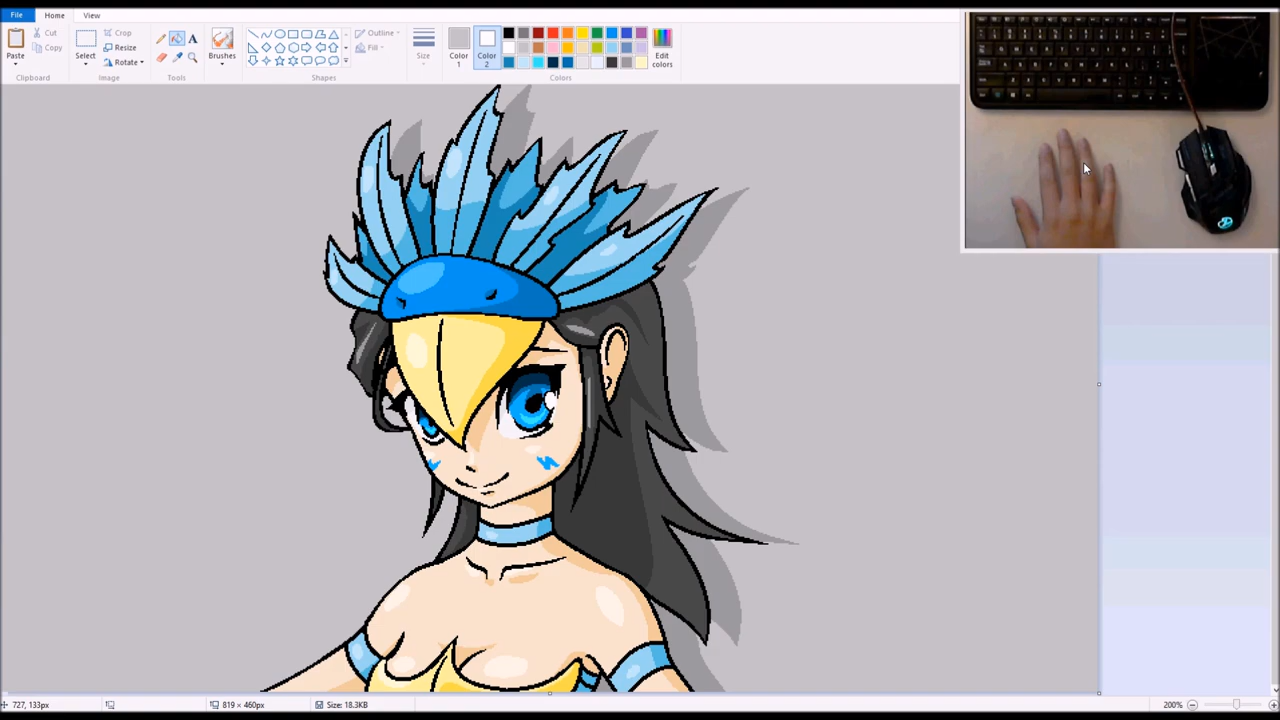 File Home View
Paste
Cut
Copy
Clipboard
Select
Crop
Resize
Rotate
Image
A
Tools
Brushes
Outline
Fill
Shapes
Size
Color
1
Color
2
Edit
colors
Colors
727, 133px
819 × 460px
Size: 18.3KB
200%